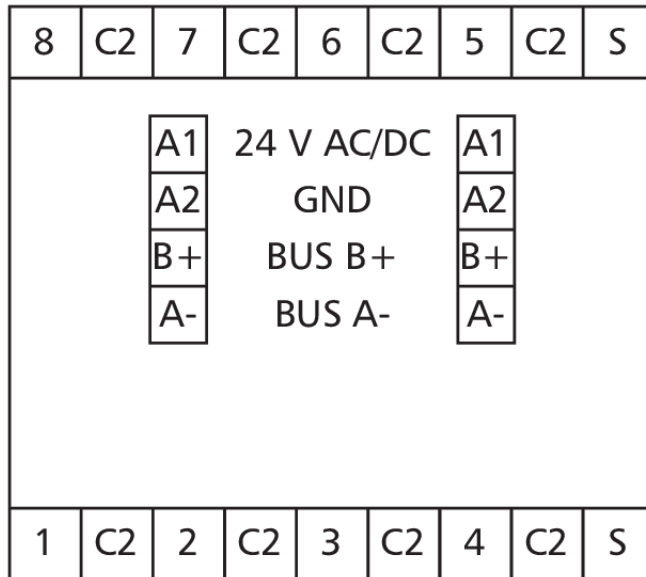 8 C2 7 C2 6 C2 5 C2 S
A1 24 V AC/DC A1
A2 GND A2
B+ BUS B+ B+
A- BUS A- A-
1 C2 2 C2 3 C2 4 C2 S